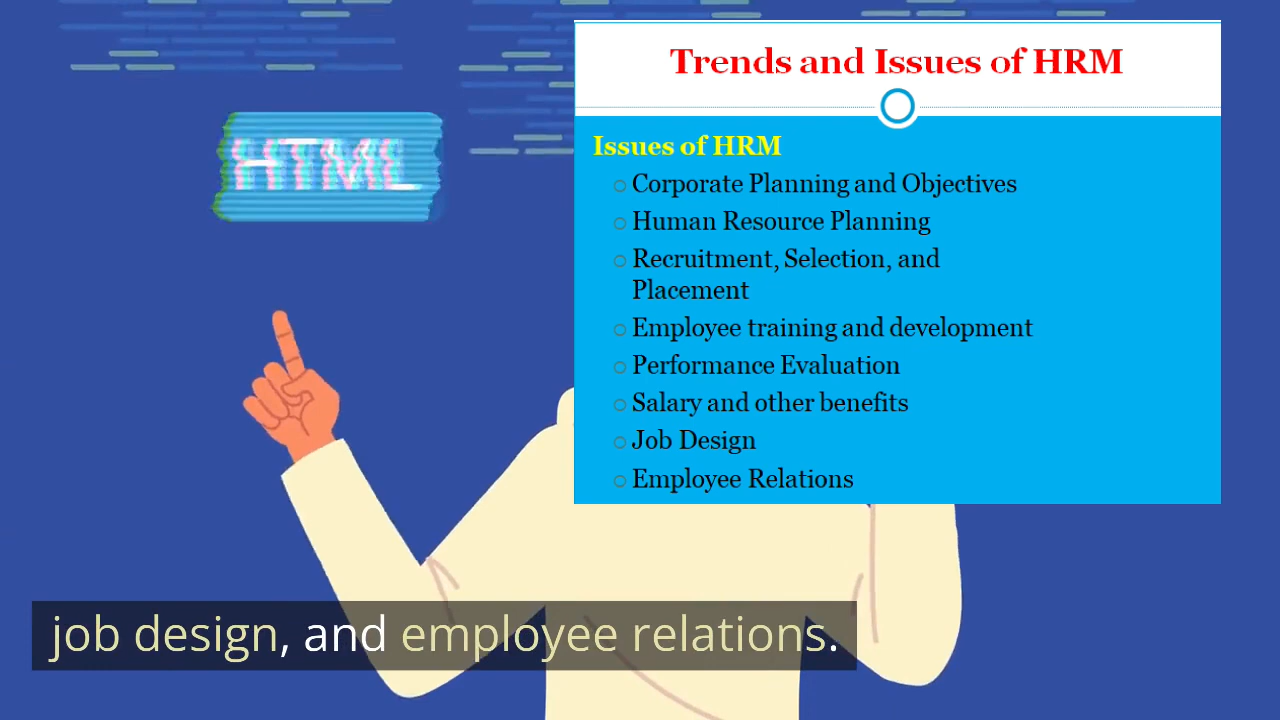 Trends and Issues of HRM
HTML
Issues of HRM
Corporate Planning and Objectives
Human Resource Planning
Recruitment, Selection, and
Placement
Employee training and development
Performance Evaluation
Salary and other benefits
Job Design
Employee Relations
job design, and employee relations.